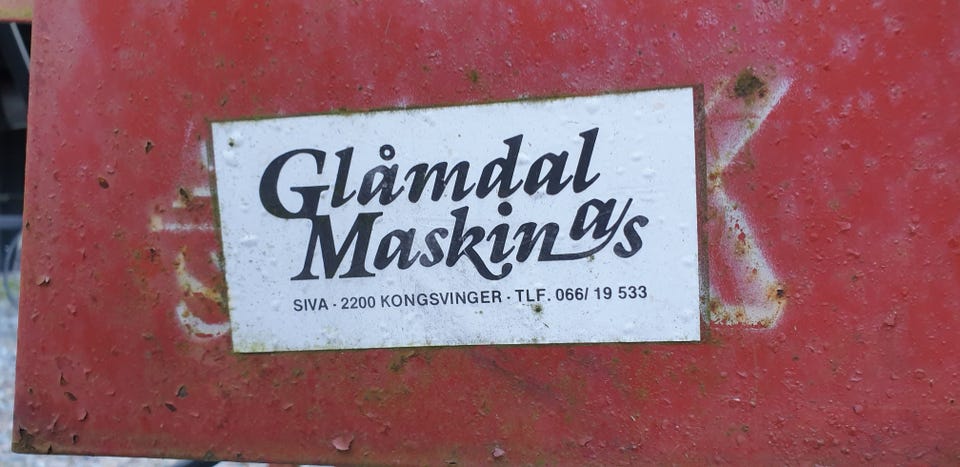 Glåmdal
Maskin a/s
SIVA · 2200 KONGSVINGER · TLF. 066/ 19 533